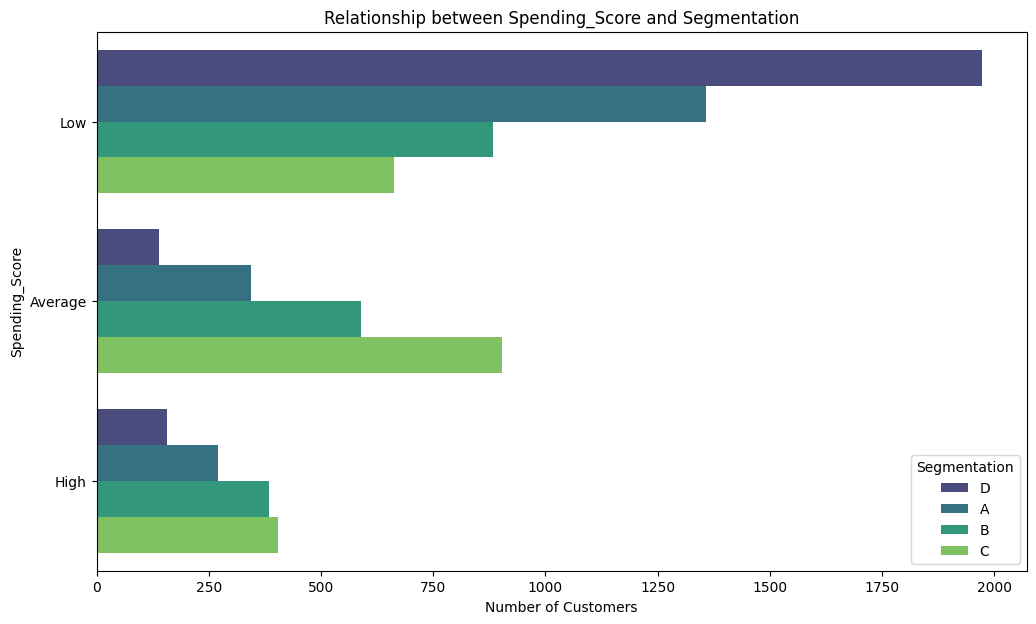 Relationship between Spending_Score and Segmentation
Spending_Score
Low
Average
High
Segmentation
D
A
B
C
0 250 500 750 1000 1250 1500 1750 2000
Number of Customers